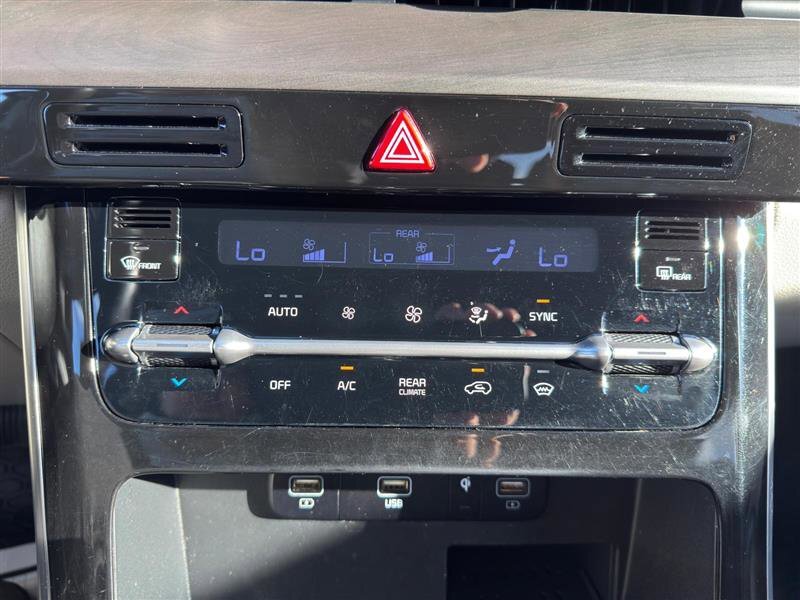 REAR
Lo
Lo
Lo
FRONT
REAR
AUTO
SYNC
OFF
A/C
REAR
CLIMATE
USB